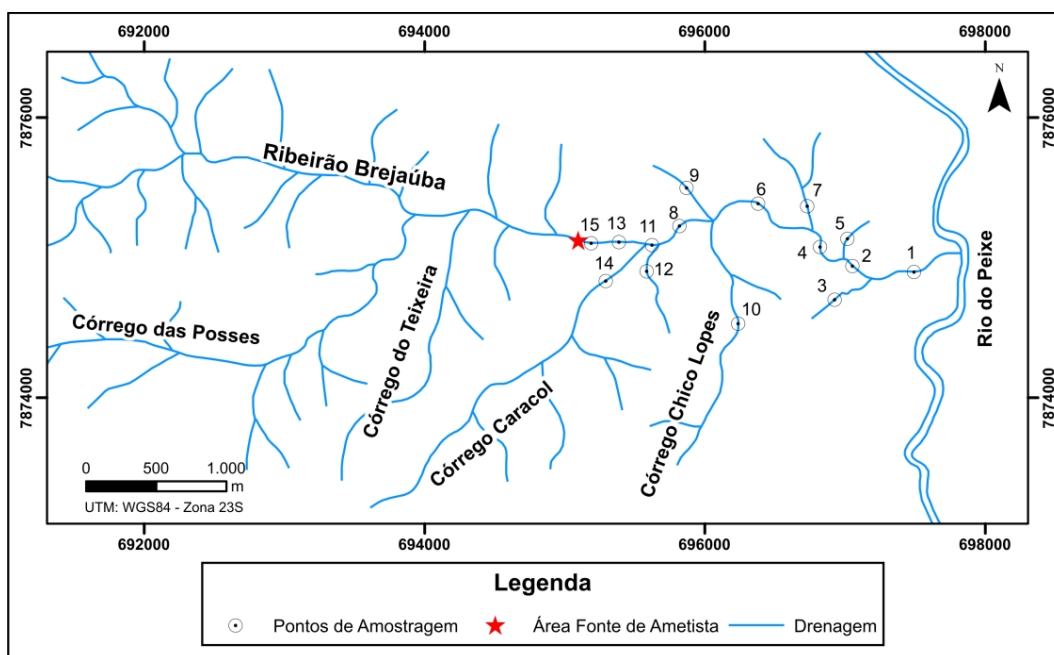 692000 694000 696000 698000
7876000 7876000
N
Ribeirão Brejaúba
9
6
7
15 13 11 8
5
4
2
1
14
12
3
10
Rio do Peixe
Córrego das Posses
Córrego do Teixeira
Córrego Caracol
Córrego Chico Lopes
7874000 7874000
0 500 1.000
m
UTM: WGS84 - Zona 23S
692000 694000 696000 698000
Legenda
Pontos de Amostragem Área Fonte de Ametista Drenagem